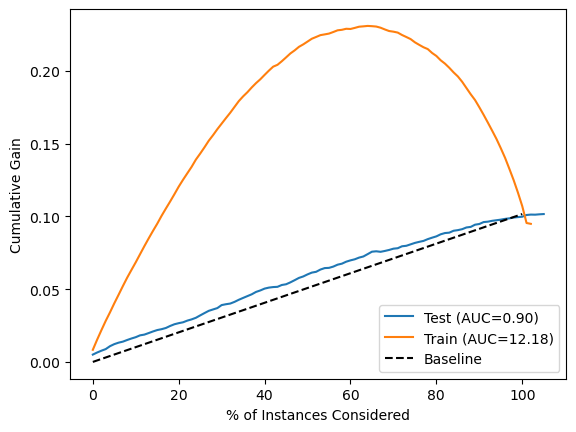 0.20
0.15
0.10
0.05
0.00
Cumulative Gain
0 20 40 60 80 100
% of Instances Considered
Test (AUC=0.90)
Train (AUC=12.18)
Baseline